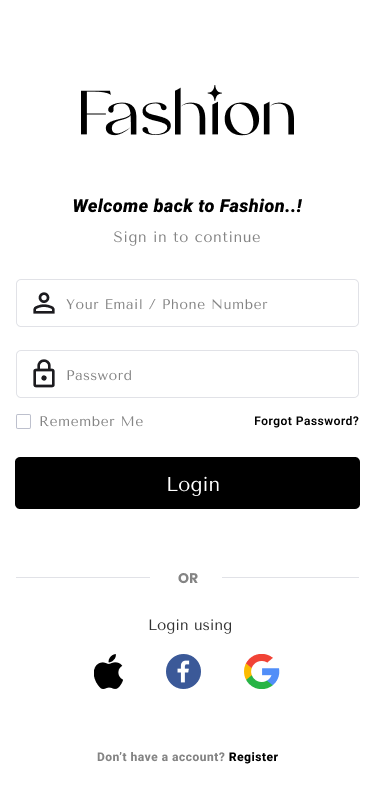 Fashion
Welcome back to Fashion..!
Sign in to continue
Your Email / Phone Number
Password
Remember Me
Forgot Password?
Login
OR
Login using
Don't have a account? Register